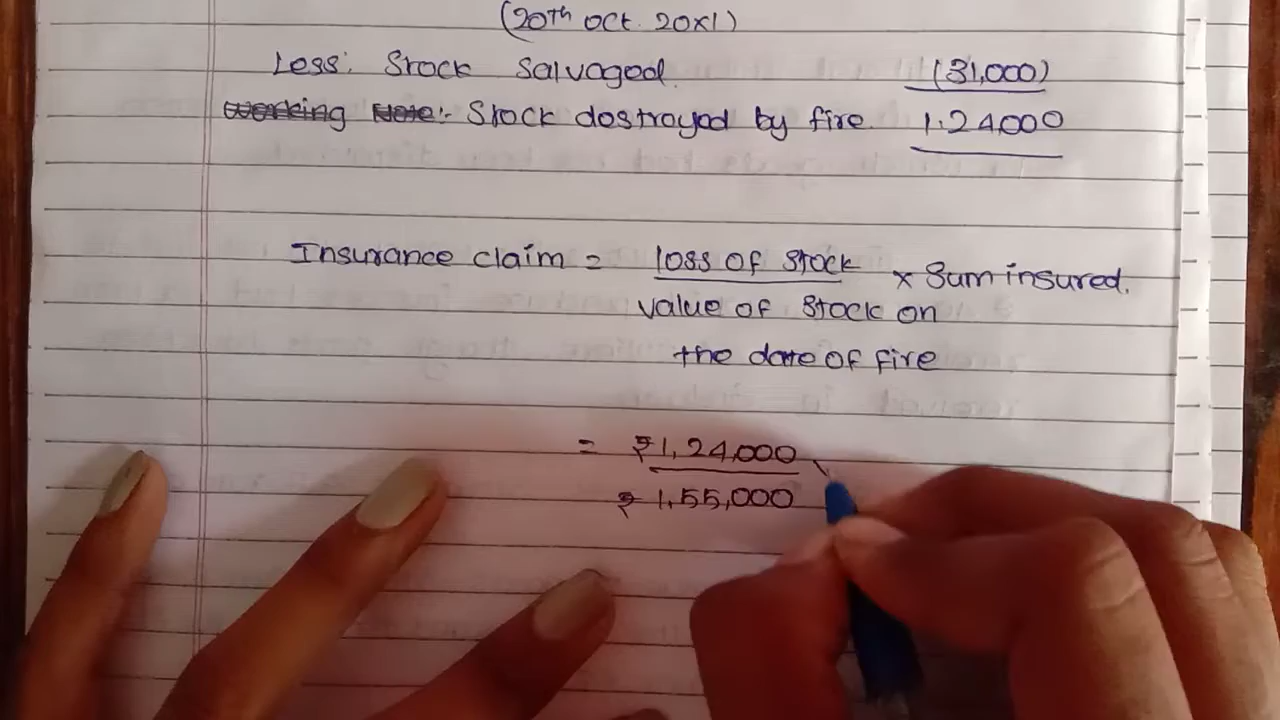 (20th Oct. 20X1)
Less: Stock Salvaged. (31,000)
Working Note:- Stock destroyed by fire. 1,24,000
Insurance claim = loss of stock × Sum insured.
value of stock on
the date of fire
= ₹1,24,000
₹ 1,55,000